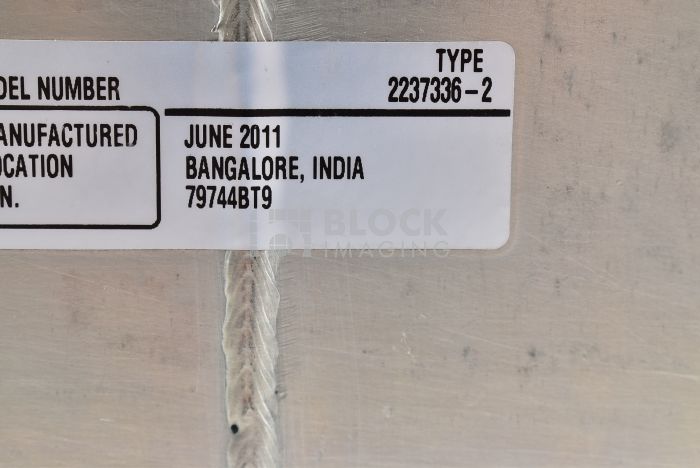 TYPE
DEL NUMBER 2237336-2
ANUFACTURED JUNE 2011
OCATION BANGALORE, INDIA
N. 79744BT9
BLOCK
IMAGING